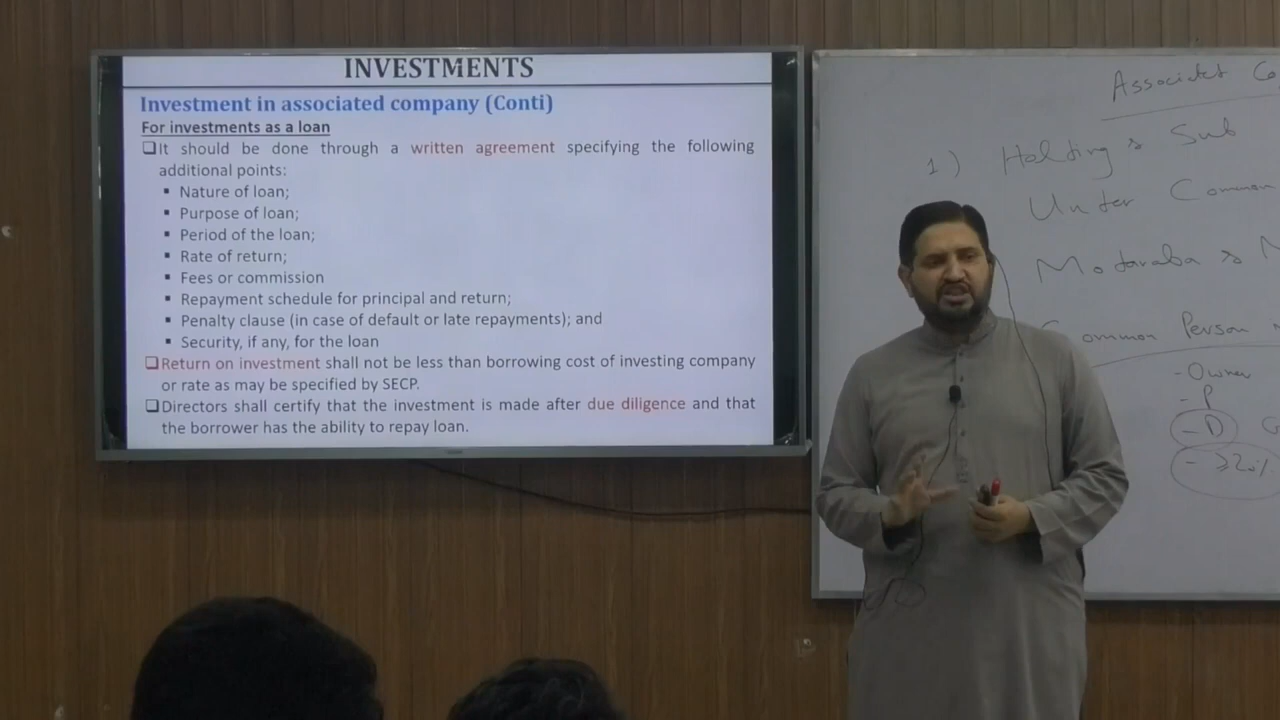 INVESTMENTS
Investment in associated company (Conti)
For investments as a loan
❑It should be done through a written agreement specifying the following
additional points:
▪ Nature of loan;
▪ Purpose of loan;
▪ Period of the loan;
▪ Rate of return;
▪ Fees or commission
▪ Repayment schedule for principal and return;
▪ Penalty clause (in case of default or late repayments); and
▪ Security, if any, for the loan
❑Return on investment shall not be less than borrowing cost of investing company
or rate as may be specified by SECP.
❑Directors shall certify that the investment is made after due diligence and that
the borrower has the ability to repay loan.
Associated Co
1) Holding & Sub
Under Common
Modaraba &
Common Person
- Owner
- P
- D
- ≥20%